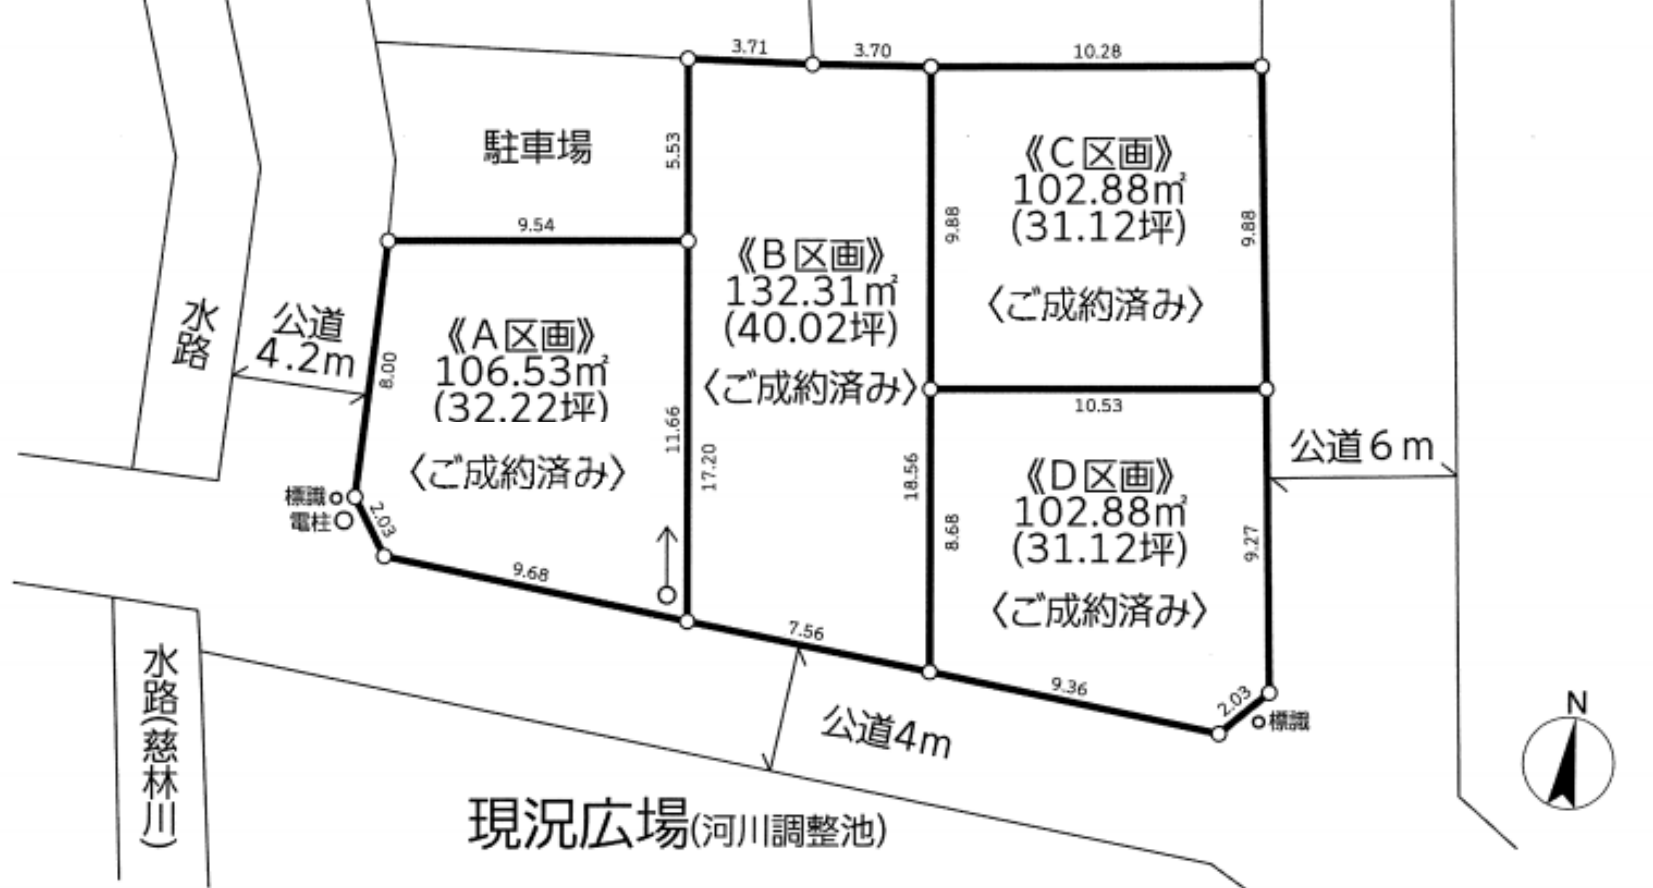 3.71
3.70
10.28
駐車場
5.53
9.54
《C区画》
102.88㎡
(31.12坪)
〈ご成約済み〉
9.88
9.88
《B区画》
132.31㎡
(40.02坪)
〈ご成約済み〉
水路
公道
4.2m
8.00
《A区画》
106.53㎡
(32.22坪)
〈ご成約済み〉
11.66
17.20
18.56
10.53
公道6m
《D区画》
102.88㎡
(31.12坪)
〈ご成約済み〉
8.68
9.27
標識
電柱
2.03
9.68
7.56
9.36
2.03
標識
公道4m
水路(慈林川)
現況広場(河川調整池)
N